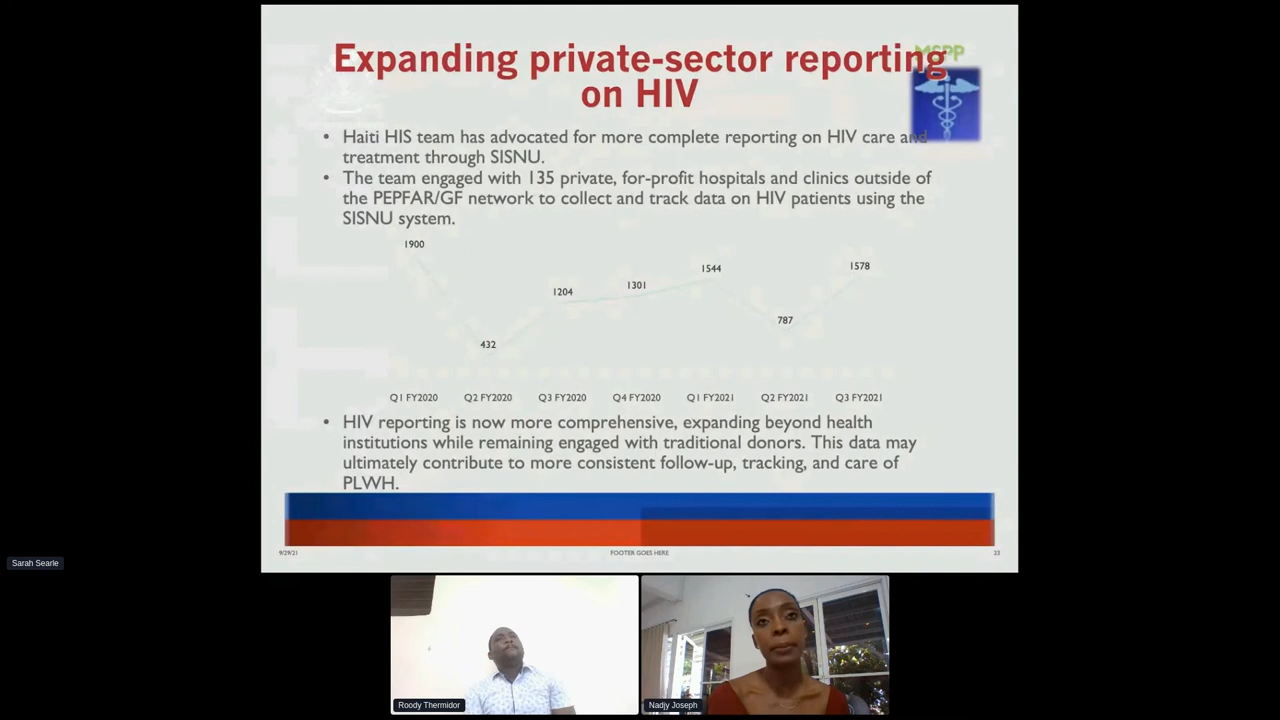 MSPP
Expanding private-sector reporting
on HIV
• Haiti HIS team has advocated for more complete reporting on HIV care and
treatment through SISNU.
• The team engaged with 135 private, for-profit hospitals and clinics outside of
the PEPFAR/GF network to collect and track data on HIV patients using the
SISNU system.
1900
432
1204
1301
1544
787
1578
Q1 FY2020 Q2 FY2020 Q3 FY2020 Q4 FY2020 Q1 FY2021 Q2 FY2021 Q3 FY2021
• HIV reporting is now more comprehensive, expanding beyond health
institutions while remaining engaged with traditional donors. This data may
ultimately contribute to more consistent follow-up, tracking, and care of
PLWH.
9/29/21 FOOTER GOES HERE 23
Sarah Searle
Roody Thermidor
Nadjy Joseph